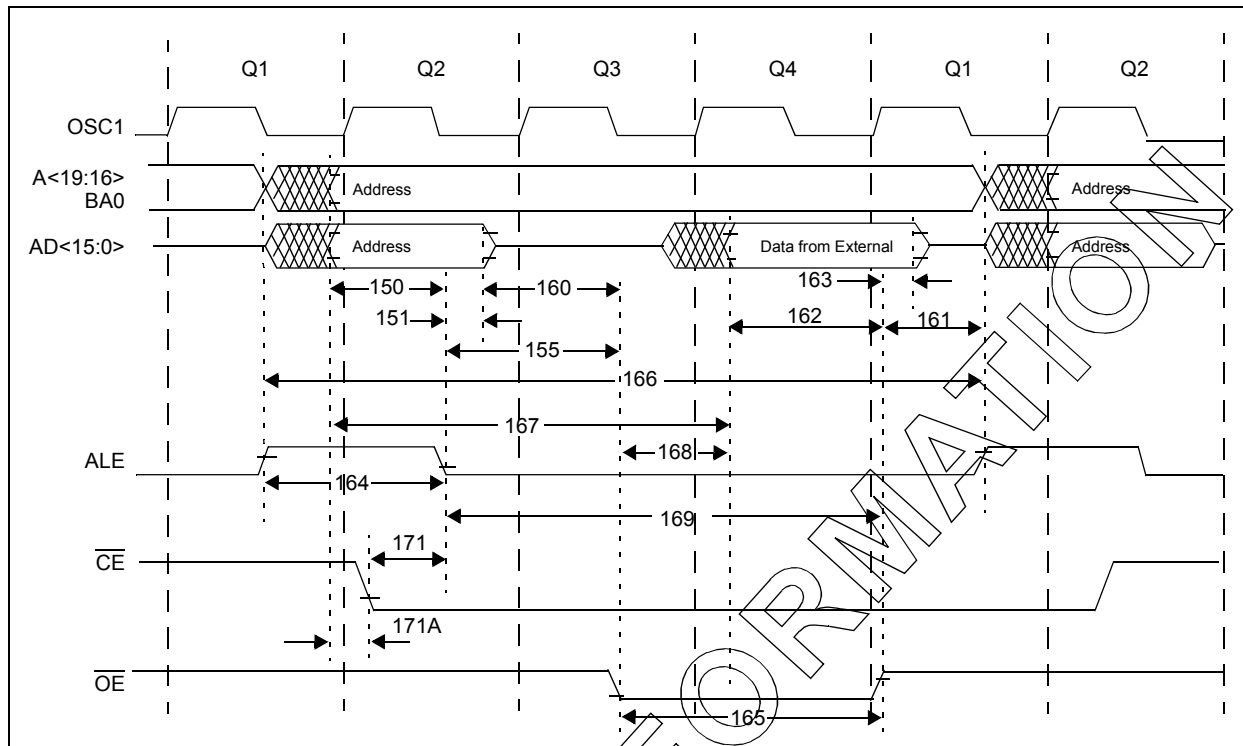 Q1 Q2 Q3 Q4 Q1 Q2
OSC1
A<19:16>
BA0
Address Address
AD<15:0>
Address Data from External Address
150 160 163
151 162 161
155
166
167
168
ALE
164
169
CE
171
171A
OE
165
FORMATION